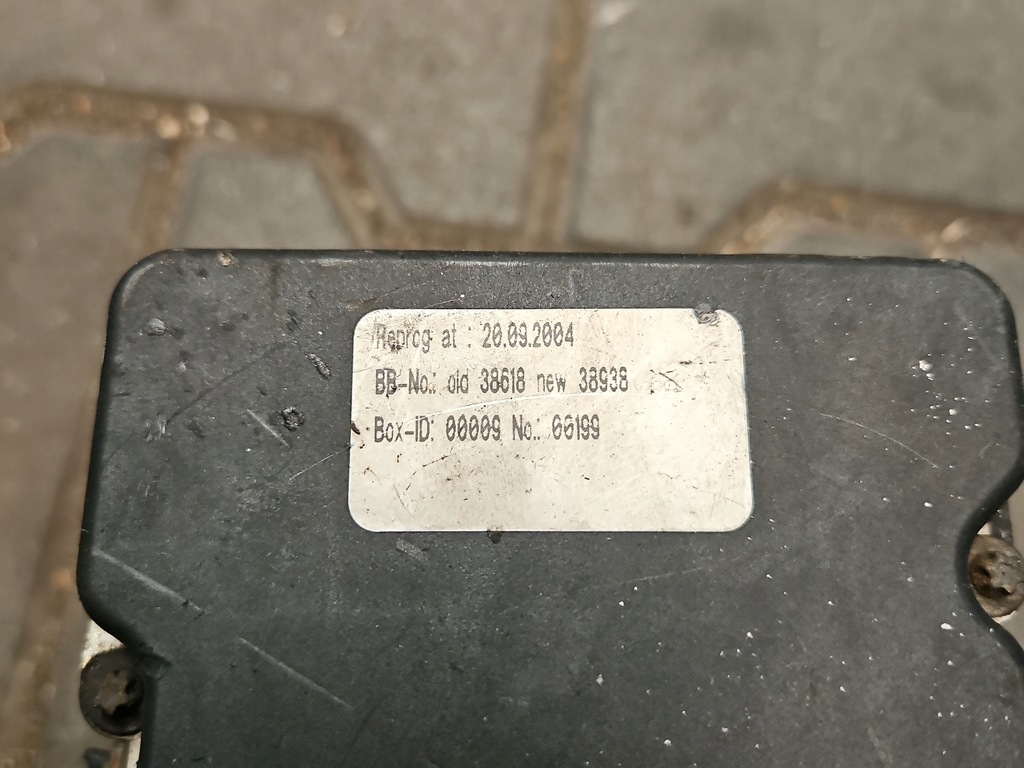 Reprog at : 20.09.2004
BB-No.: old 38618 new 38938
Box-ID: 00009 No.: 66199